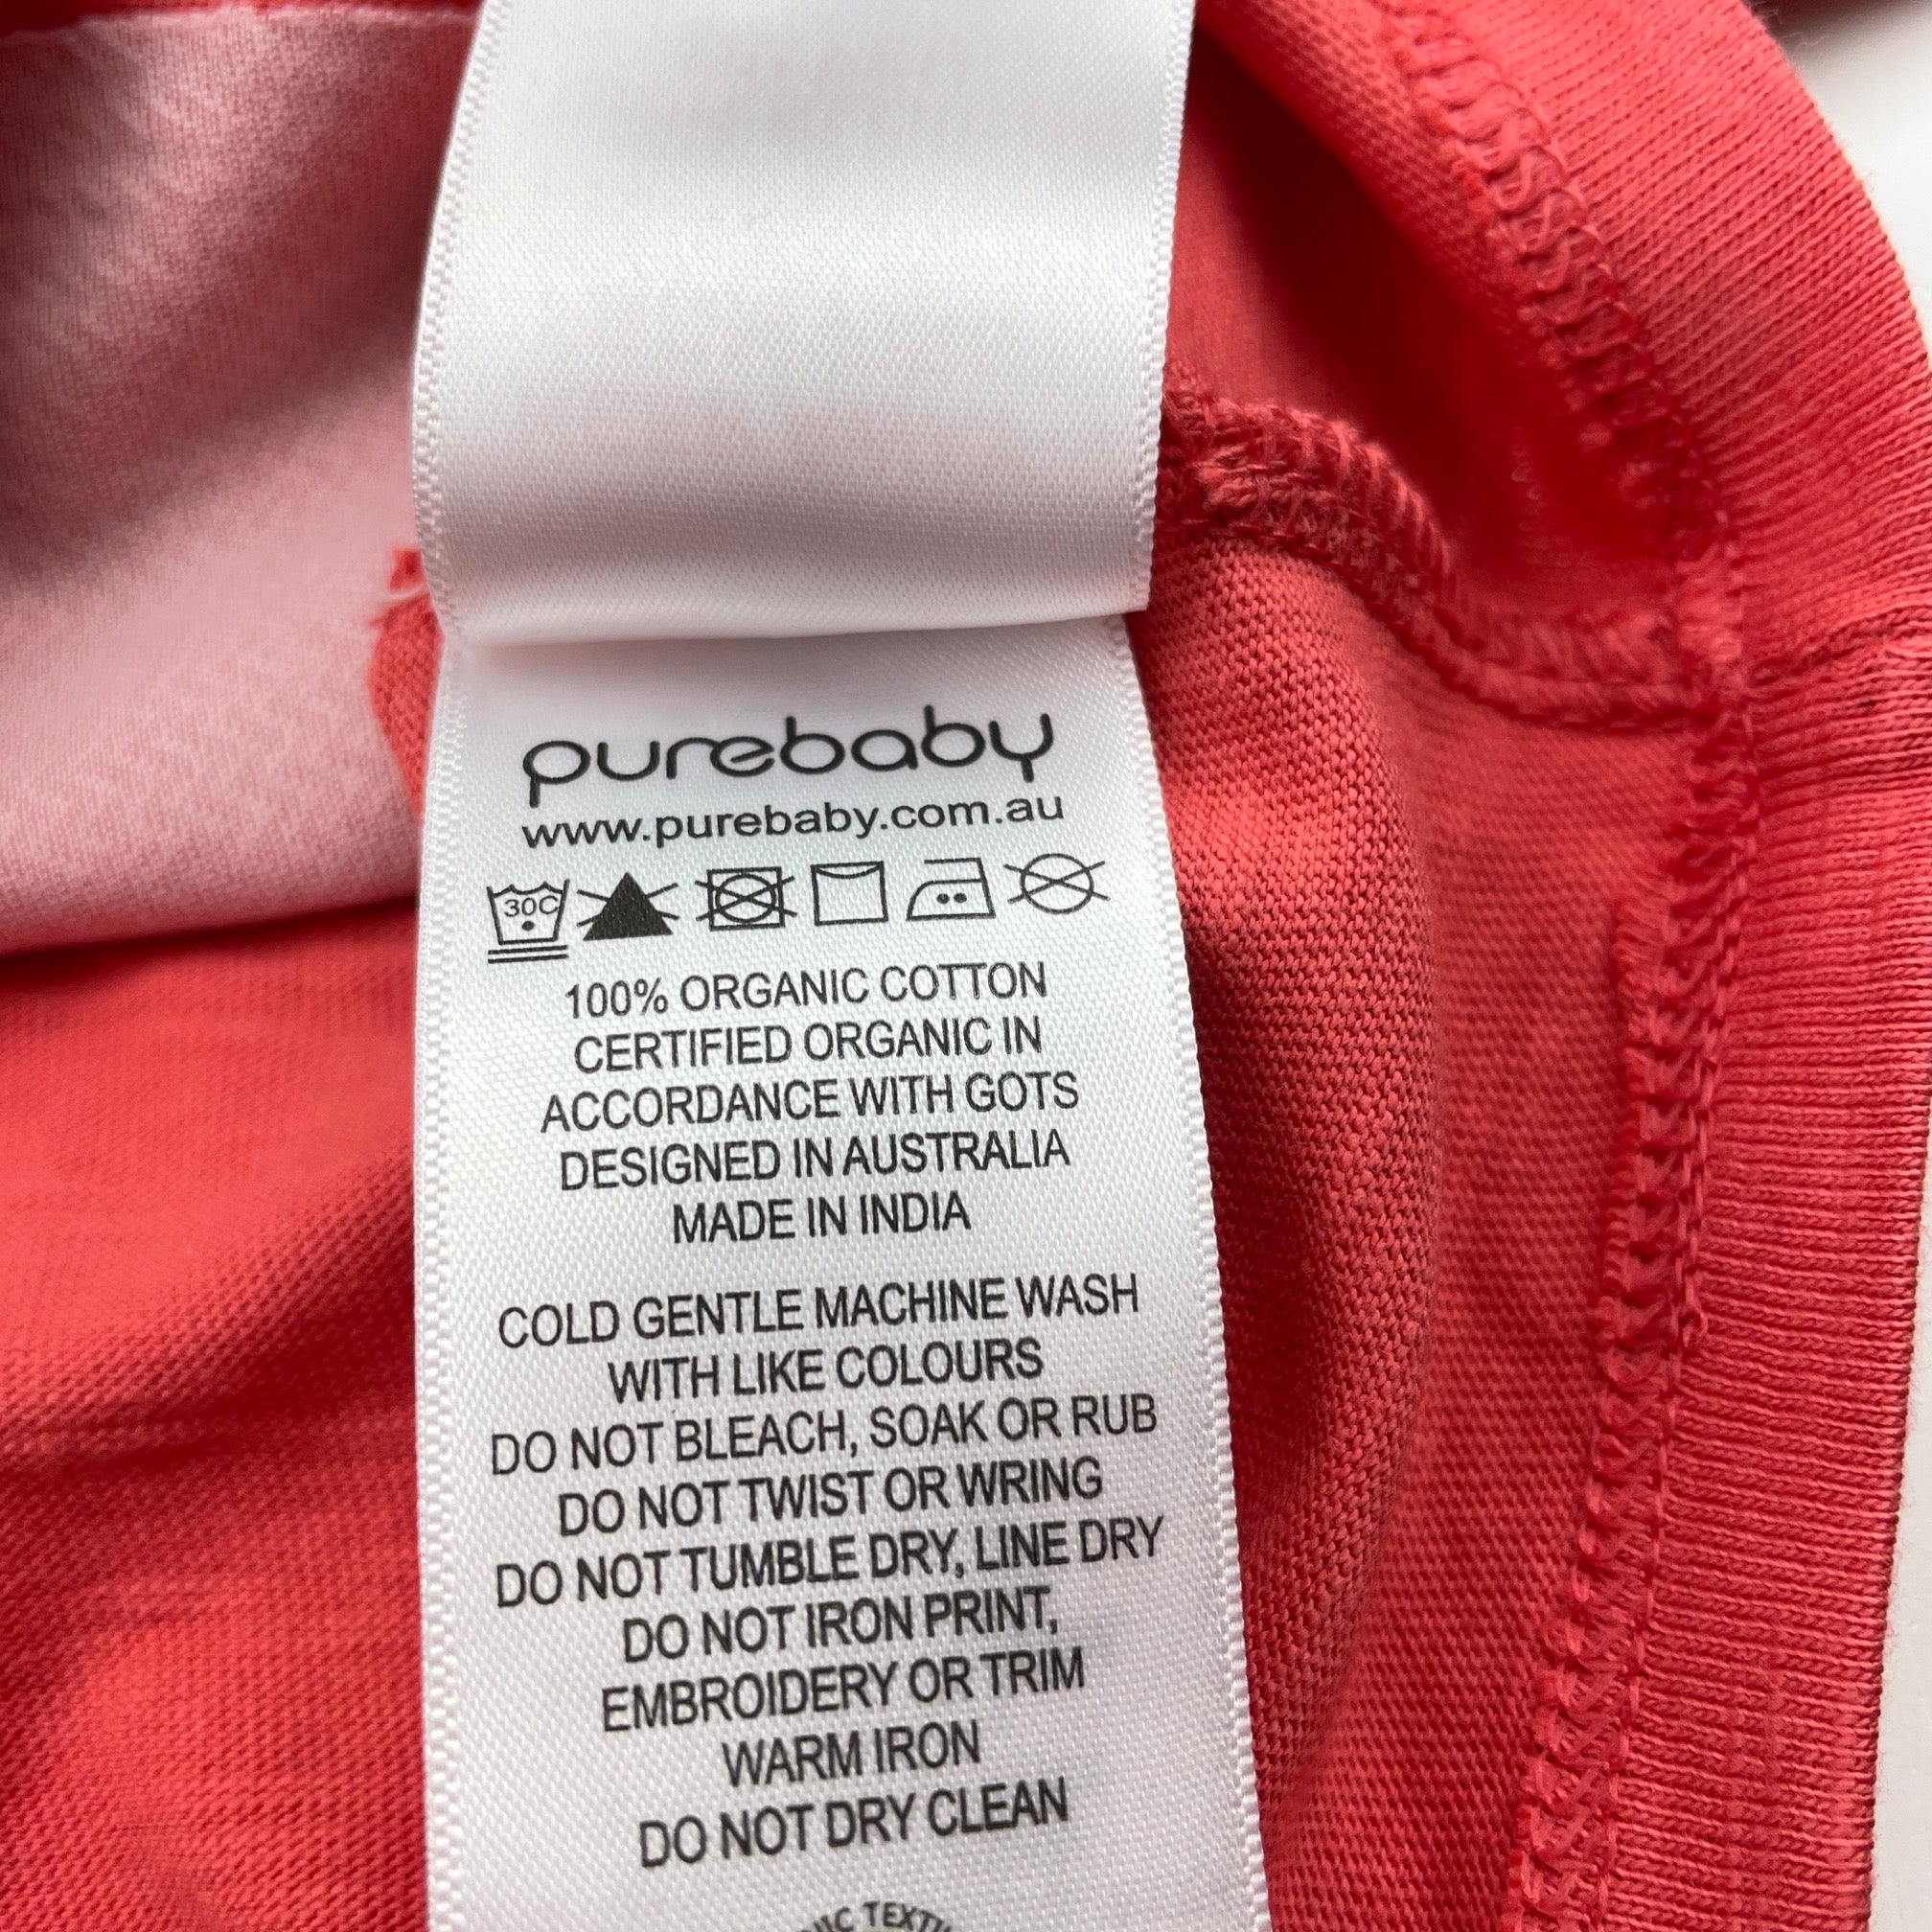 purebaby
www.purebaby.com.au
30C
100% ORGANIC COTTON
CERTIFIED ORGANIC IN
ACCORDANCE WITH GOTS
DESIGNED IN AUSTRALIA
MADE IN INDIA
COLD GENTLE MACHINE WASH
WITH LIKE COLOURS
DO NOT BLEACH, SOAK OR RUB
DO NOT TWIST OR WRING
DO NOT TUMBLE DRY, LINE DRY
DO NOT IRON PRINT,
EMBROIDERY OR TRIM
WARM IRON
DO NOT DRY CLEAN